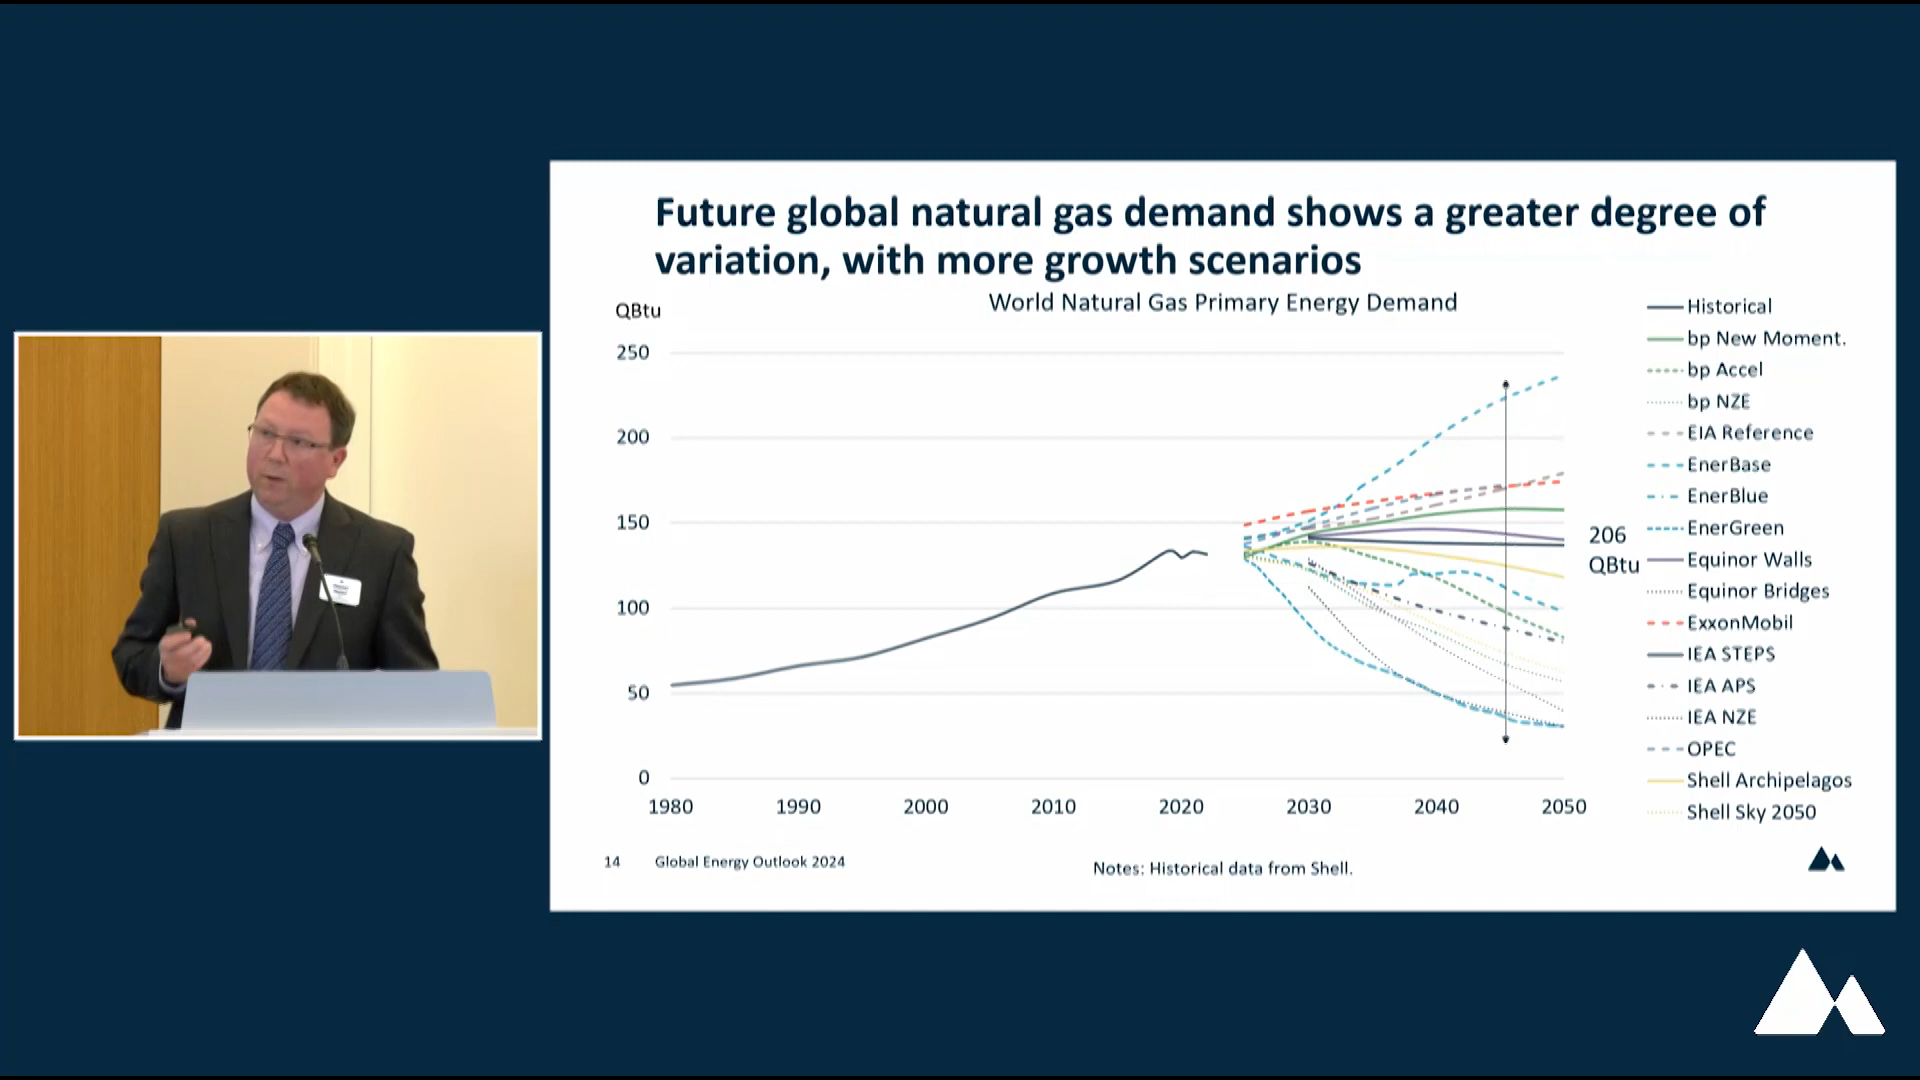 Future global natural gas demand shows a greater degree of
variation, with more growth scenarios
World Natural Gas Primary Energy Demand
QBtu
250
200
150
100
50
0
1980 1990 2000 2010 2020 2030 2040 2050
206
QBtu
Historical
bp New Moment.
bp Accel
bp NZE
EIA Reference
EnerBase
EnerBlue
EnerGreen
Equinor Walls
Equinor Bridges
ExxonMobil
IEA STEPS
IEA APS
IEA NZE
OPEC
Shell Archipelagos
Shell Sky 2050
14 Global Energy Outlook 2024
Notes: Historical data from Shell.